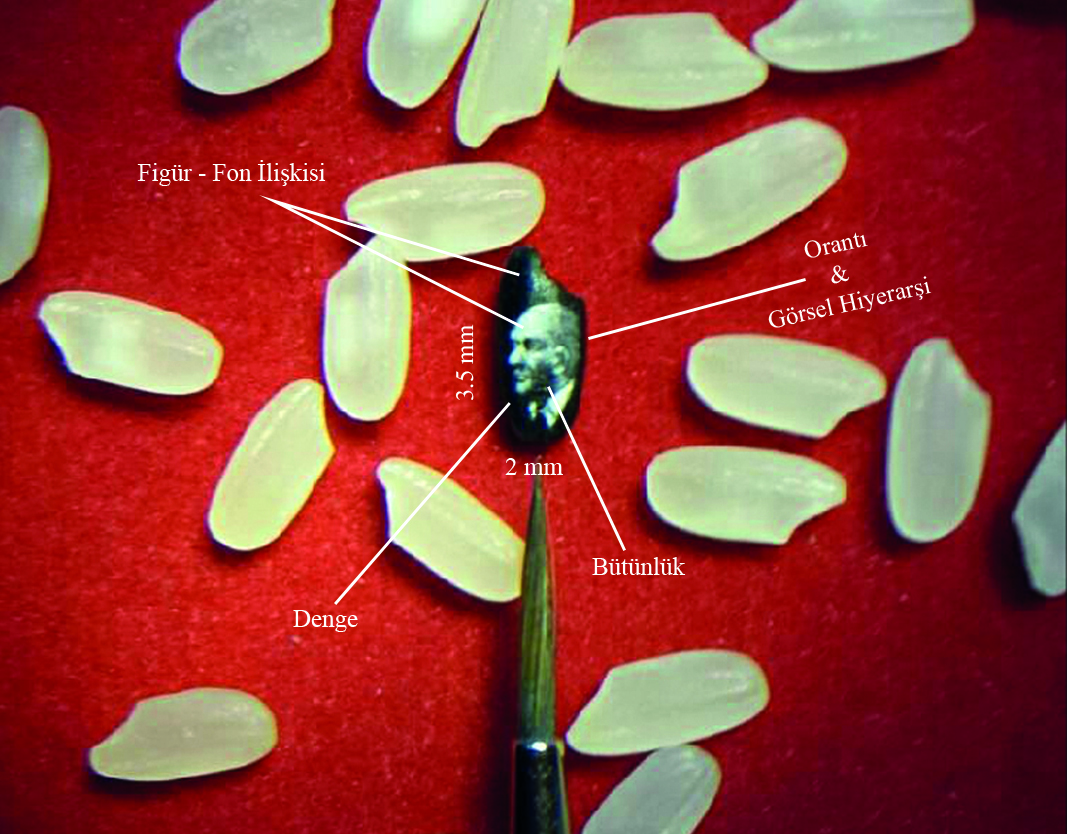 Figür - Fon İlişkisi
Orantı
&
Görsel Hiyerarşi
3.5 mm
2 mm
Bütünlük
Denge